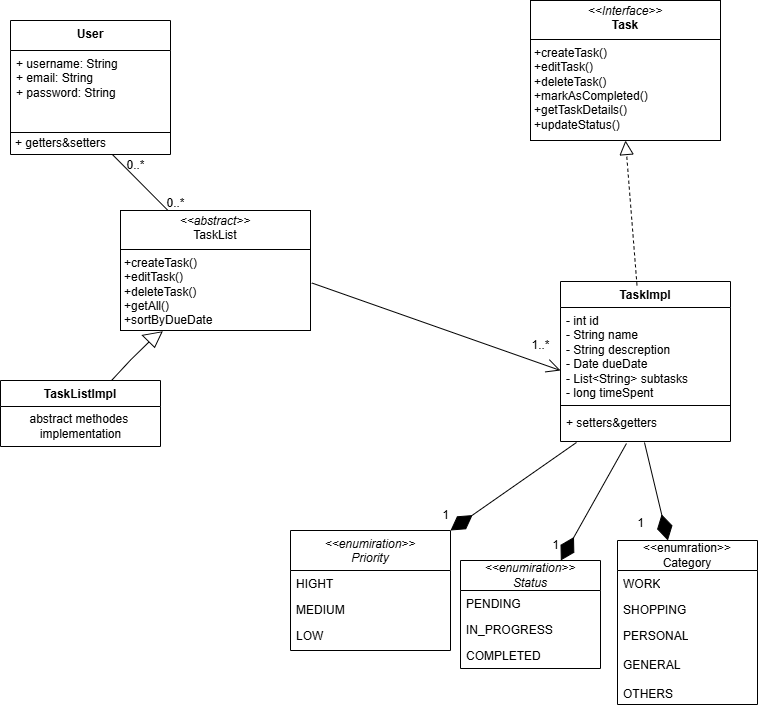 User
+ username: String
+ email: String
+ password: String
+ getters&setters
<<Interface>>
Task
+createTask()
+editTask()
+deleteTask()
+markAsCompleted()
+getTaskDetails()
+updateStatus()
0..*
0..*
<<abstract>>
TaskList
+createTask()
+editTask()
+deleteTask()
+getAll()
+sortByDueDate
TaskListImpl
abstract methodes
implementation
1..*
TaskImpl
- int id
- String name
- String descreption
- Date dueDate
- List<String> subtasks
- long timeSpent
+ setters&getters
1
<<enumiration>>
Priority
HIGHT
MEDIUM
LOW
1
<<enumiration>>
Status
PENDING
IN_PROGRESS
COMPLETED
1
<<enumration>>
Category
WORK
SHOPPING
PERSONAL
GENERAL
OTHERS